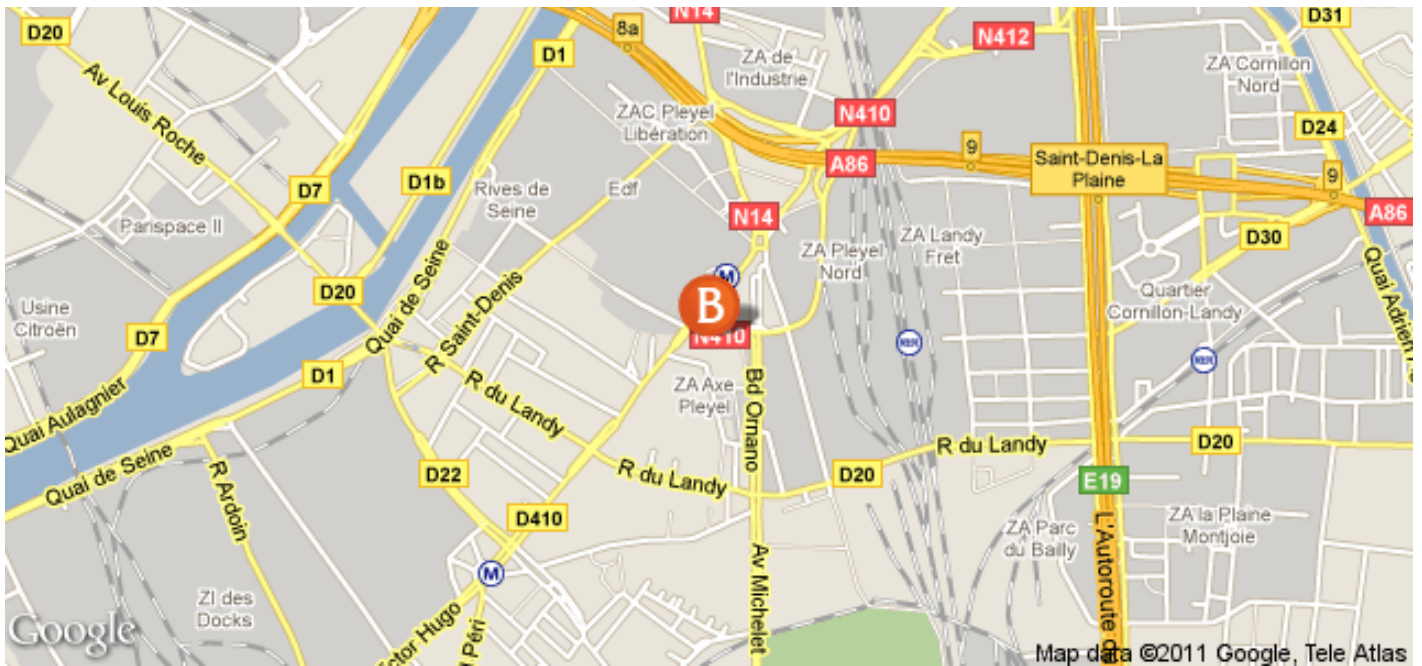 D20
N14
8a
D31
D1
N412
ZA de
l'Industrie
ZA Cornillon
Nord
Av Louis Roche
ZAC Pleyel
Libération
N410
D24
A86
9
Saint-Denis-La
Plaine
9
D7
D1b
Rives de
Seine
Edf
A86
Parispace II
N14
ZA Pleyel
Nord
ZA Landy
Fret
D30
Quai de Seine
M
Usine
Citroën
D20
R Saint-Denis
B
Quartier
Cornillon-Landy
Quai Adrien
D7
N410
D1
R du Landy
ZA Axe
Pleyel
Bd Ornano
Quai Aulagnier
Quai de Seine
R Ardoin
D22
R du Landy
D20
R du Landy
D20
E19
D410
ZA Parc
du Bailly
ZA la Plaine
Montjoie
L'Autoroute
Av Michelet
M
ZI des
Docks
Victor Hugo
Péri
Google
Map data ©2011 Google, Tele Atlas